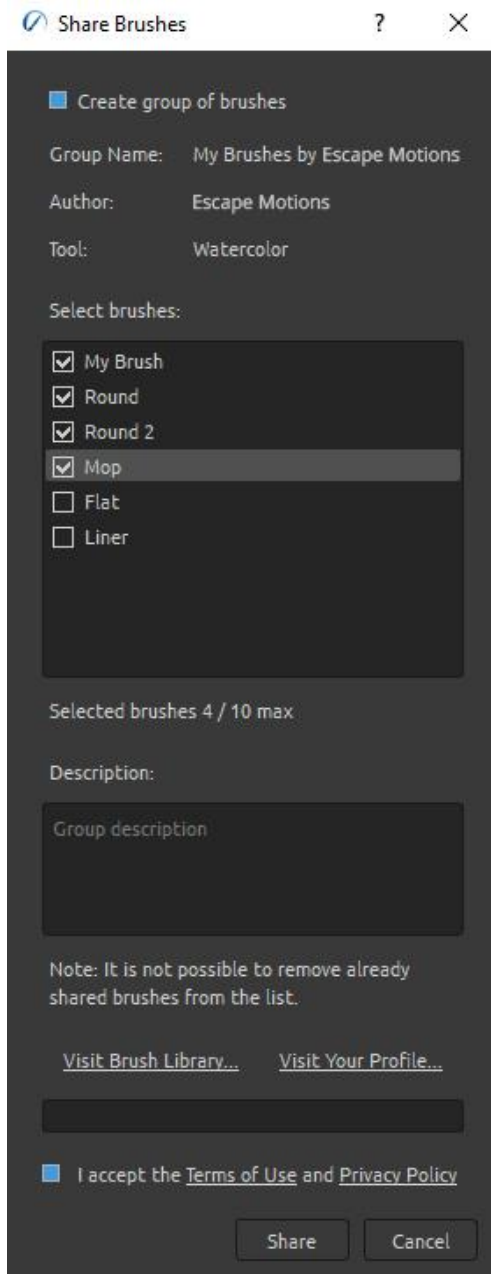 Share Brushes ?
Create group of brushes
Group Name: My Brushes by Escape Motions
Author: Escape Motions
Tool: Watercolor
Select brushes:
My Brush
Round
Round 2
Mop
Flat
Liner
Selected brushes 4 / 10 max
Description:
Group description
Note: It is not possible to remove already
shared brushes from the list.
Visit Brush Library... Visit Your Profile...
I accept the Terms of Use and Privacy Policy
Share Cancel